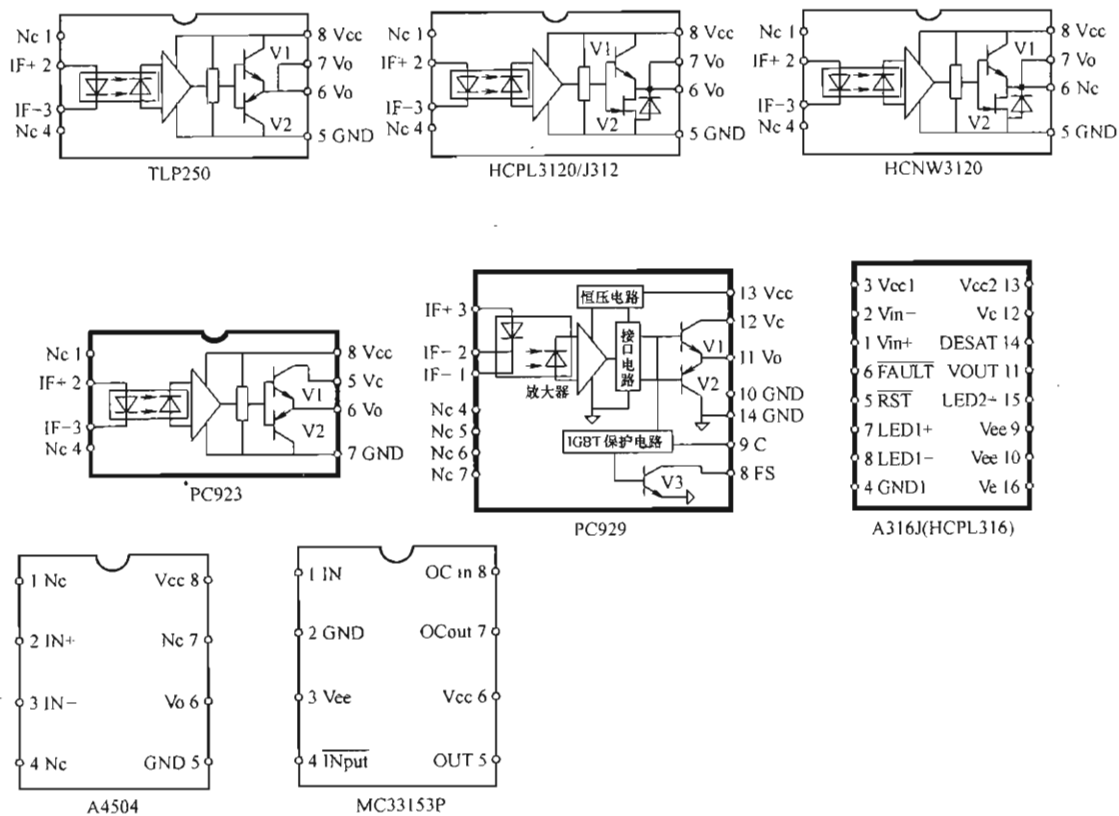 Nc 1
IF+ 2
IF-3
Nc 4
V1
V2
8 Vcc
7 Vo
6 Vo
5 GND
TLP250
Nc 1
IF+ 2
IF-3
Nc 4
V1
V2
8 Vcc
7 Vo
6 Vo
5 GND
HCPL3120/J312
Nc 1
IF+ 2
IF-3
Nc 4
V1
V2
8 Vcc
7 Vo
6 Nc
5 GND
HCNW3120
Nc 1
IF+ 2
IF-3
Nc 4
V1
V2
8 Vcc
5 Vc
6 Vo
7 GND
PC923
IF+ 3
IF- 2
IF- 1
Nc 4
Nc 5
Nc 6
Nc 7
恒压电路
接口电路
放大器
IGBT 保护电路
V1
V2
V3
13 Vcc
12 Vc
11 Vo
10 GND
14 GND
9 C
8 FS
PC929
3 Vcc1 Vcc2 13
2 Vin- Vc 12
1 Vin+ DESAT 14
6 FAULT VOUT 11
5 RST LED2+ 15
7 LED1+ Vee 9
8 LED1- Vee 10
4 GND1 Ve 16
A316J(HCPL316)
1 Nc Vcc 8
2 IN+ Nc 7
3 IN- Vo 6
4 Nc GND 5
A4504
1 IN OC in 8
2 GND OCout 7
3 Vee Vcc 6
4 INput OUT 5
MC33153P